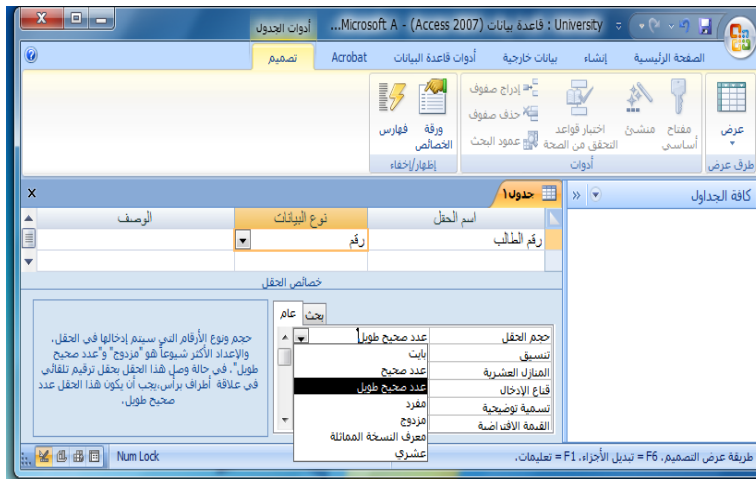 University : قاعدة بيانات (Access 2007) - Microsoft A...
أدوات الجدول
الصفحة الرئيسية
إنشاء
بيانات خارجية
أدوات قاعدة البيانات
Acrobat
تصميم
عرض
مفتاح أساسي
منشئ
اختبار قواعد التحقق من الصحة
إدراج صفوف
حذف صفوف
عمود البحث
ورقة الخصائص
فهارس
طرق عرض
أدوات
إظهار/إخفاء
كافة الجداول
جدول١
اسم الحقل
نوع البيانات
الوصف
رقم الطالب
رقم
خصائص الحقل
عام
بحث
حجم الحقل
عدد صحيح طويل
تنسيق
المنازل العشرية
قناع الإدخال
تسمية توضيحية
القيمة الافتراضية
بايت
عدد صحيح
عدد صحيح طويل
مفرد
مزدوج
معرف النسخة المماثلة
عشري
حجم ونوع الأرقام التي سيتم إدخالها في الحقل.
والإعداد الأكثر شيوعاً هو "مزدوج" و"عدد صحيح
طويل". في حالة وصل هذا الحقل بحقل ترقيم تلقائي
في علاقة أطراف برأس،يجب أن يكون هذا الحقل عدد
صحيح طويل.
طريقة عرض التصميم. F6 = تبديل الأجزاء. F1 = تعليمات.
Num Lock